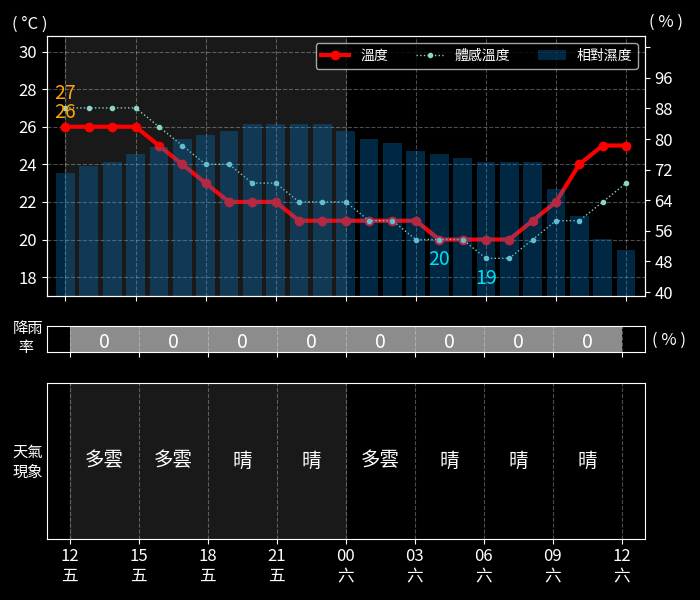 ( °C )
( % )
溫度 體感溫度 相對濕度
30
28
26
24
22
20
18
96
88
80
72
64
56
48
40
27
26
20
19
降雨
率
0 0 0 0 0 0 0 0
( % )
天氣
現象
多雲 多雲 晴 晴 多雲 晴 晴 晴
12 15 18 21 00 03 06 09 12
五 五 五 五 六 六 六 六 六